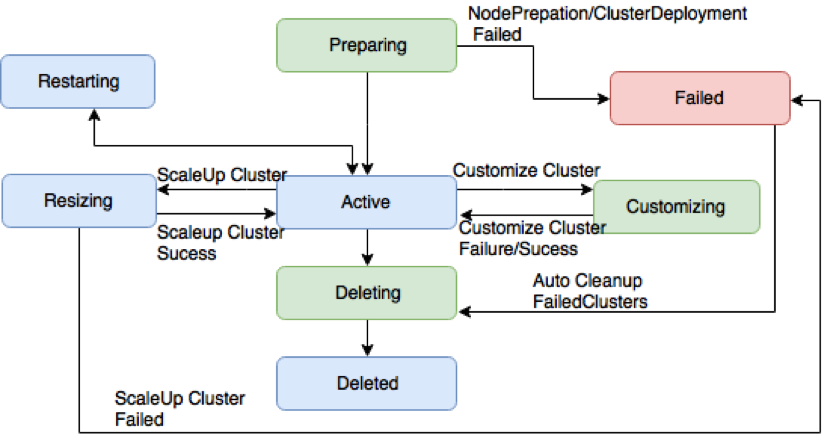 NodePrepation/ClusterDeployment
Failed
Preparing
Restarting
Failed
ScaleUp Cluster
Customize Cluster
Resizing
Active
Customizing
Scaleup Cluster
Sucess
Customize Cluster
Failure/Sucess
Deleting
Auto Cleanup
FailedClusters
Deleted
ScaleUp Cluster
Failed